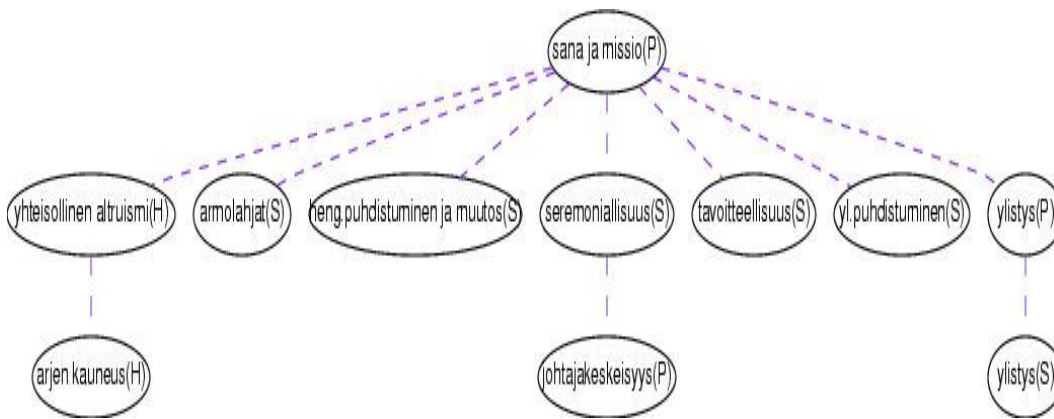 sana ja missio(P)
yhteisollinen altruismi(H)
armolahjat(S)
heng.puhdistuminen ja muutos(S)
seremoniallisuus(S)
tavoitteellisuus(S)
yl.puhdistuminen(S)
ylistys(P)
arjen kauneus(H)
johtajakeskeisyys(P)
ylistys(S)